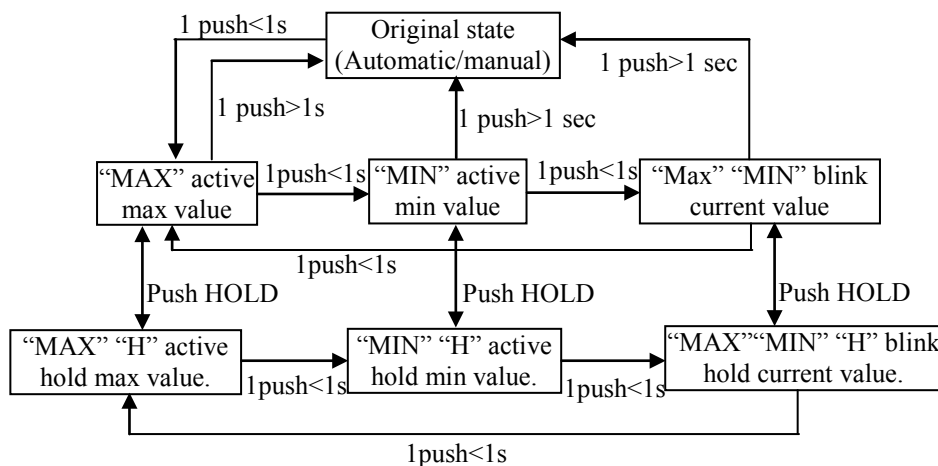 1 push<1s
Original state
(Automatic/manual)
1 push>1s
1 push>1 sec
1 push>1 sec
“MAX” active
max value
1push<1s
“MIN” active
min value
1push<1s
“Max” “MIN” blink
current value
1push<1s
Push HOLD
Push HOLD
Push HOLD
“MAX” “H” active
hold max value.
1push<1s
“MIN” “H” active
hold min value.
1push<1s
“MAX”“MIN” “H” blink
hold current value.
1push<1s